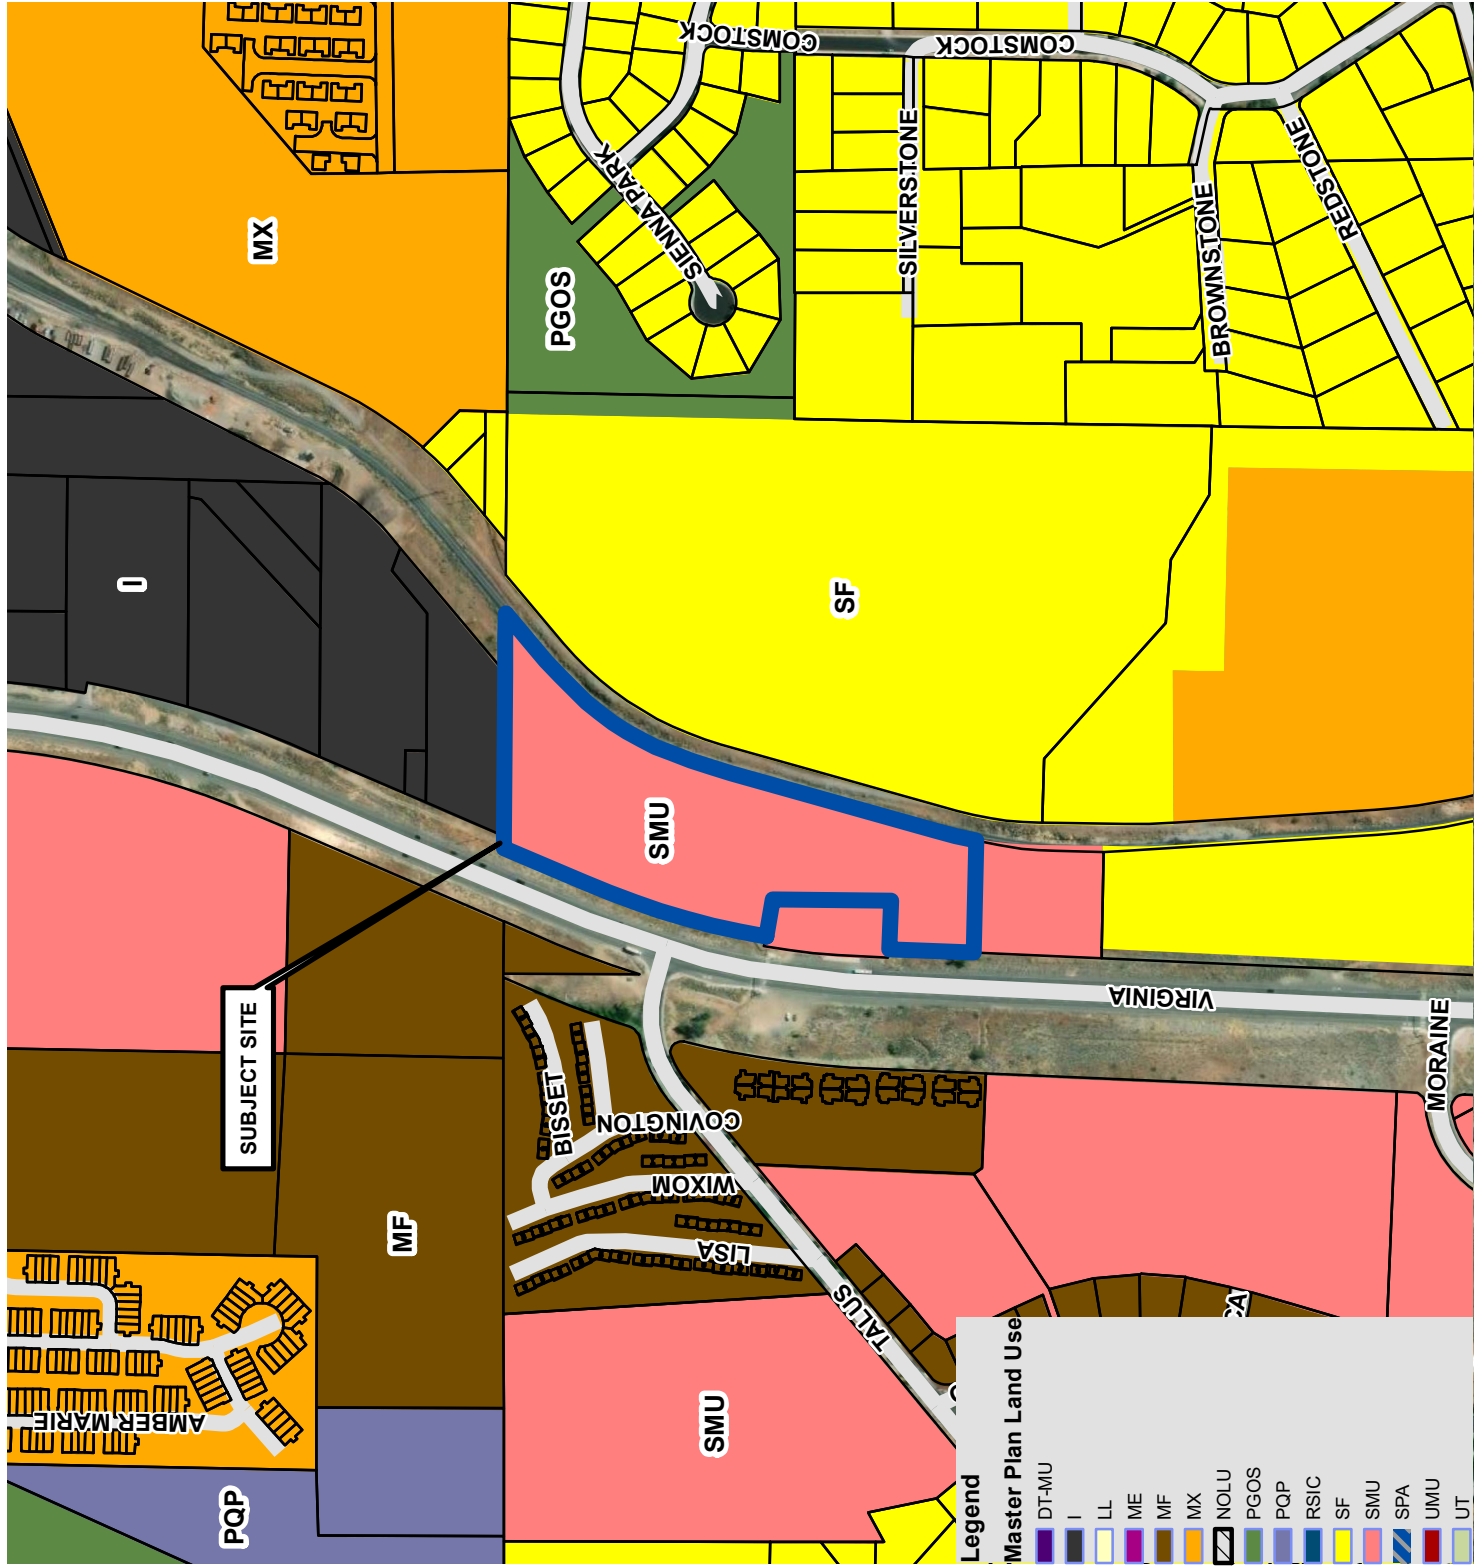 COMSTOCK
COMSTOCK
SIENNA PARK
SILVERSTONE
BROWNSTONE
REDSTONE
MX
PGOS
I
SF
SMU
SUBJECT SITE
VIRGINIA
MORAINE
BISSET
COVINGTON
WIXOM
LISA
TALUS
MF
AMBER MARIE
PQP
SMU
CA
Legend
Master Plan Land Use
DT-MU
I
LL
ME
MF
MX
NOLU
PGOS
PQP
RSIC
SF
SMU
SPA
UMU
UT